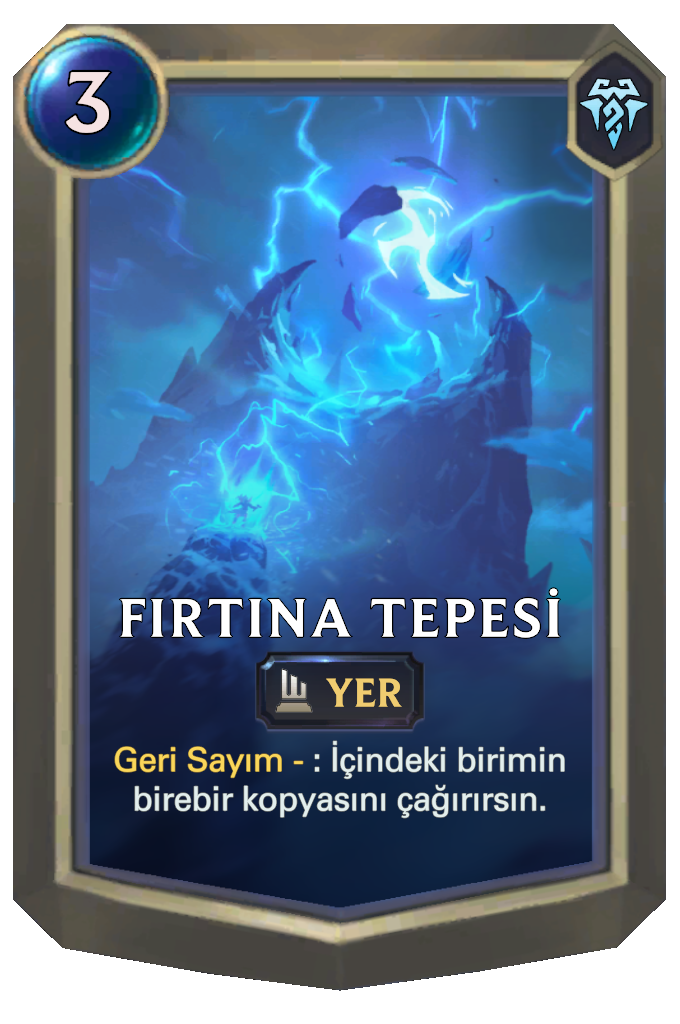 3
FIRTINA TEPESİ
YER
Geri Sayım - : İçindeki birimin
birebir kopyasını çağırırsın.